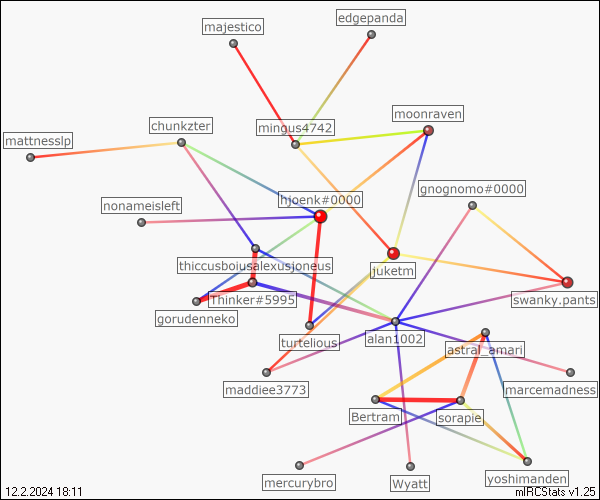 edgepanda
majestico
moonraven
chunkzter
mingus4742
mattnesslp
gnognomo#0000
hjoenk#0000
nonameisleft
thiccusboiusalexusjoneus
juketm
Thinker#5995
swanky.pants
gorudenneko
turtelious
alan1002
astral_amari
maddiee3773
marcemadness
Bertram
sorapie
mercurybro
Wyatt
yoshimanden
12.2.2024 18:11
mIRCStats v1.25